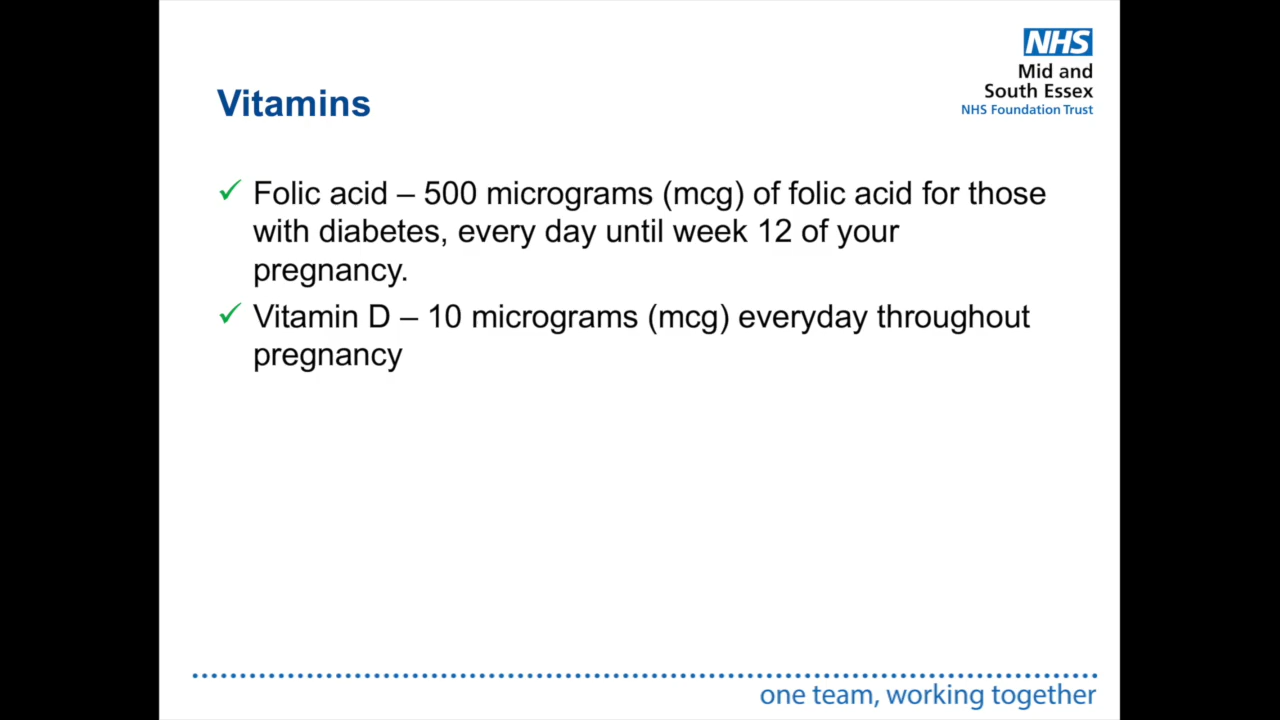 NHS
Mid and
South Essex
NHS Foundation Trust
Vitamins
✓ Folic acid – 500 micrograms (mcg) of folic acid for those
with diabetes, every day until week 12 of your
pregnancy.
✓ Vitamin D – 10 micrograms (mcg) everyday throughout
pregnancy
one team, working together